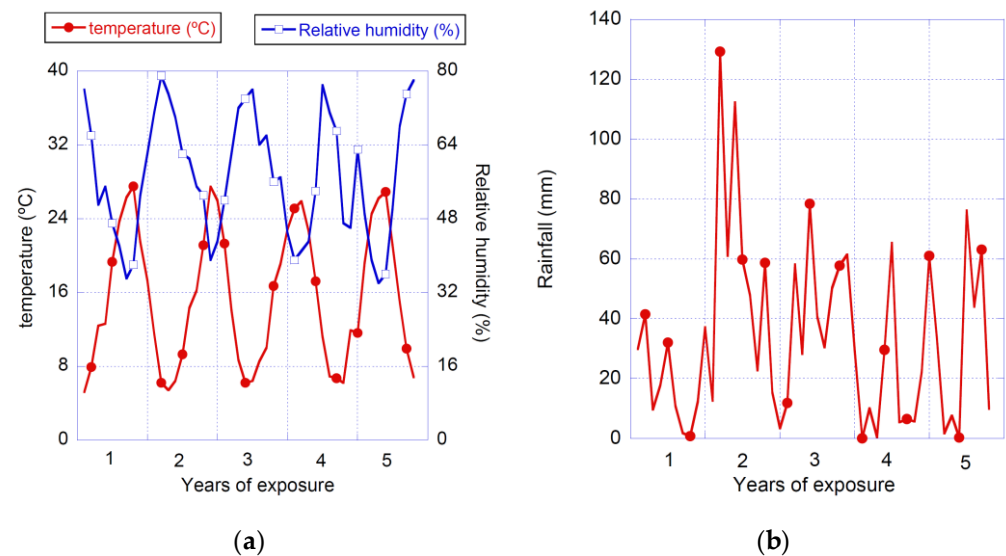 temperature (ºC)
Relative humidity (%)
40
32
24
16
8
0
temperature (ºC)
80
64
48
32
16
0
Relative humidity (%)
1 2 3 4 5
Years of exposure
(a)
140
120
100
80
60
40
20
0
Rainfall (mm)
1 2 3 4 5
Years of exposure
(b)